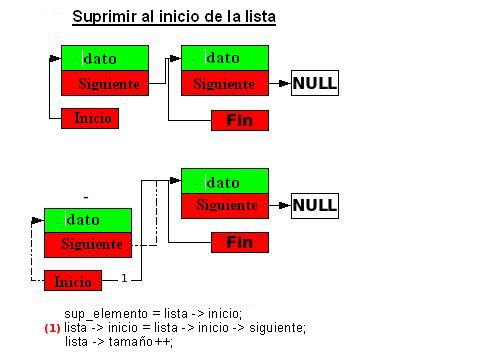 Suprimir al inicio de la lista
dato
dato
Siguiente
Siguiente
NULL
Inicio
Fin
-
dato
dato
Siguiente
NULL
Siguiente
Fin
Inicio
1
sup_elemento = lista -> inicio;
(1) lista -> inicio = lista -> inicio -> siguiente;
lista -> tamaño++;